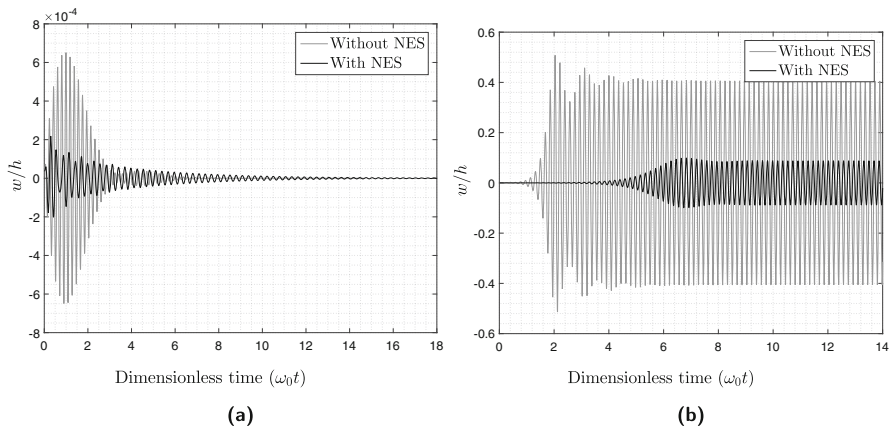 ×10⁻⁴
8
6
4
2
0
-2
-4
-6
-8
w/h
0 2 4 6 8 10 12 14 16 18
Without NES
With NES
Dimensionless time (ω₀t)
(a)
0.6
0.4
0.2
0
-0.2
-0.4
-0.6
w/h
0 2 4 6 8 10 12 14
Without NES
With NES
Dimensionless time (ω₀t)
(b)